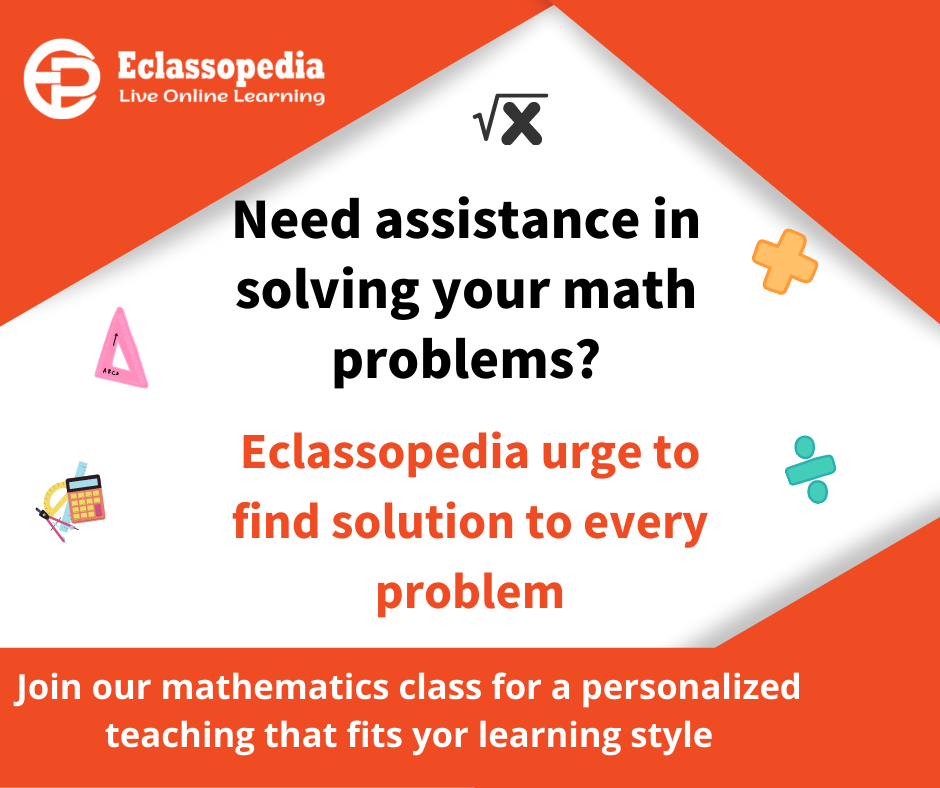 Eclassopedia
Live Online Learning
√x
Need assistance in
solving your math
problems?
Eclassopedia urge to
find solution to every
problem
Join our mathematics class for a personalized
teaching that fits yor learning style